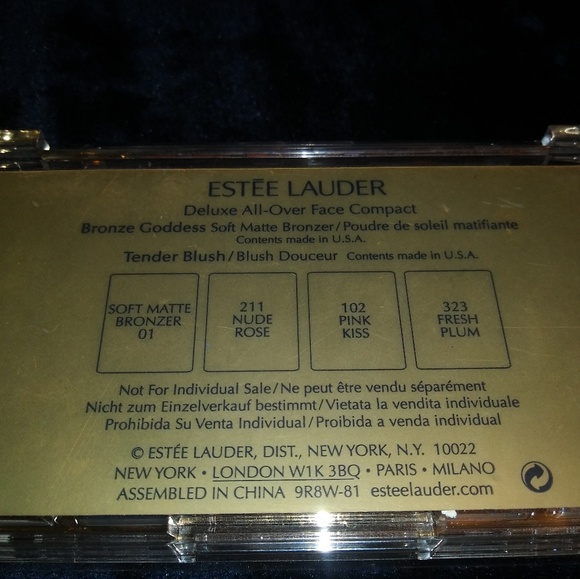 ESTĒE LAUDER
Deluxe All-Over Face Compact
Bronze Goddess Soft Matte Bronzer/Poudre de soleil matifiante
Contents made in U.S.A.
Tender Blush/Blush Douceur Contents made in U.S.A.
SOFT MATTE
BRONZER
01
211
NUDE
ROSE
102
PINK
KISS
323
FRESH
PLUM
Not For Individual Sale/Ne peut être vendu séparément
Nicht zum Einzelverkauf bestimmt/Vietata la vendita individuale
Prohibida Su Venta Individual/Proibida a venda individual
© ESTÉE LAUDER, DIST., NEW YORK, N.Y. 10022
NEW YORK • LONDON W1K 3BQ • PARIS • MILANO
ASSEMBLED IN CHINA 9R8W-81 esteelauder.com